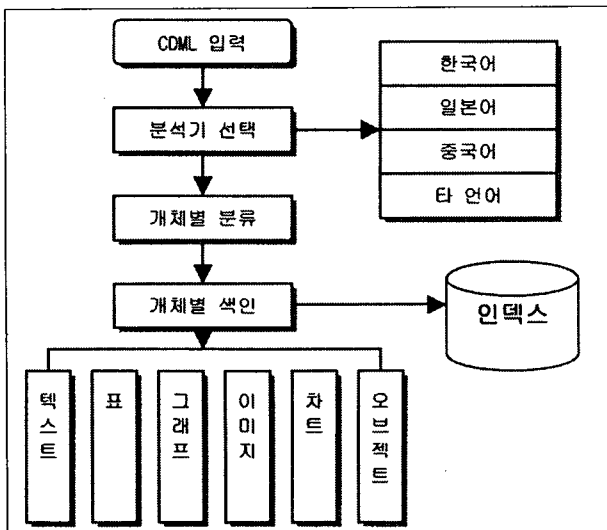 CDML 입력
분석기 선택
한국어
일본어
중국어
타 언어
개체별 분류
개체별 색인
인덱스
텍스트
표
그래프
이미지
차트
오브젝트